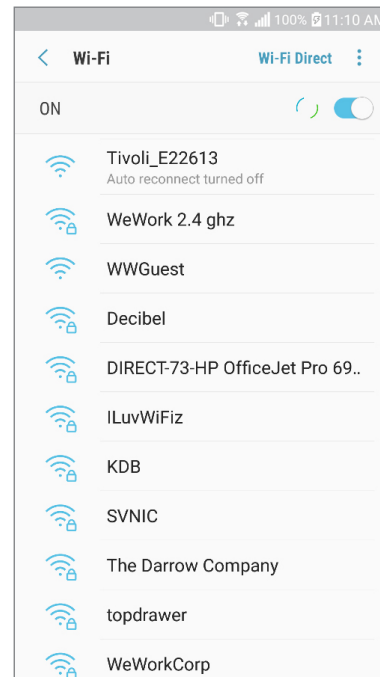 100% 11:10 AM
Wi-Fi Wi-Fi Direct
ON
Tivoli_E22613
Auto reconnect turned off
WeWork 2.4 ghz
WWGuest
Decibel
DIRECT-73-HP OfficeJet Pro 69..
ILuvWiFiz
KDB
SVNIC
The Darrow Company
topdrawer
WeWorkCorp